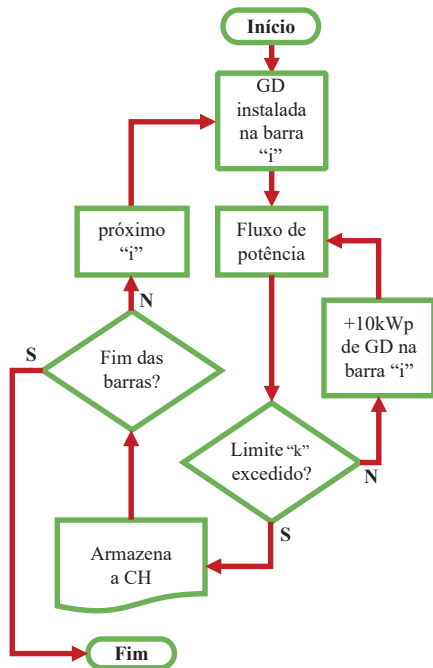 Início
GD
instalada
na barra
“i”
próximo
“i”
Fluxo de
potência
N
+10kWp
de GD na
barra “i”
S
Fim das
barras?
Limite “k”
excedido?
N
S
Armazena
a CH
Fim